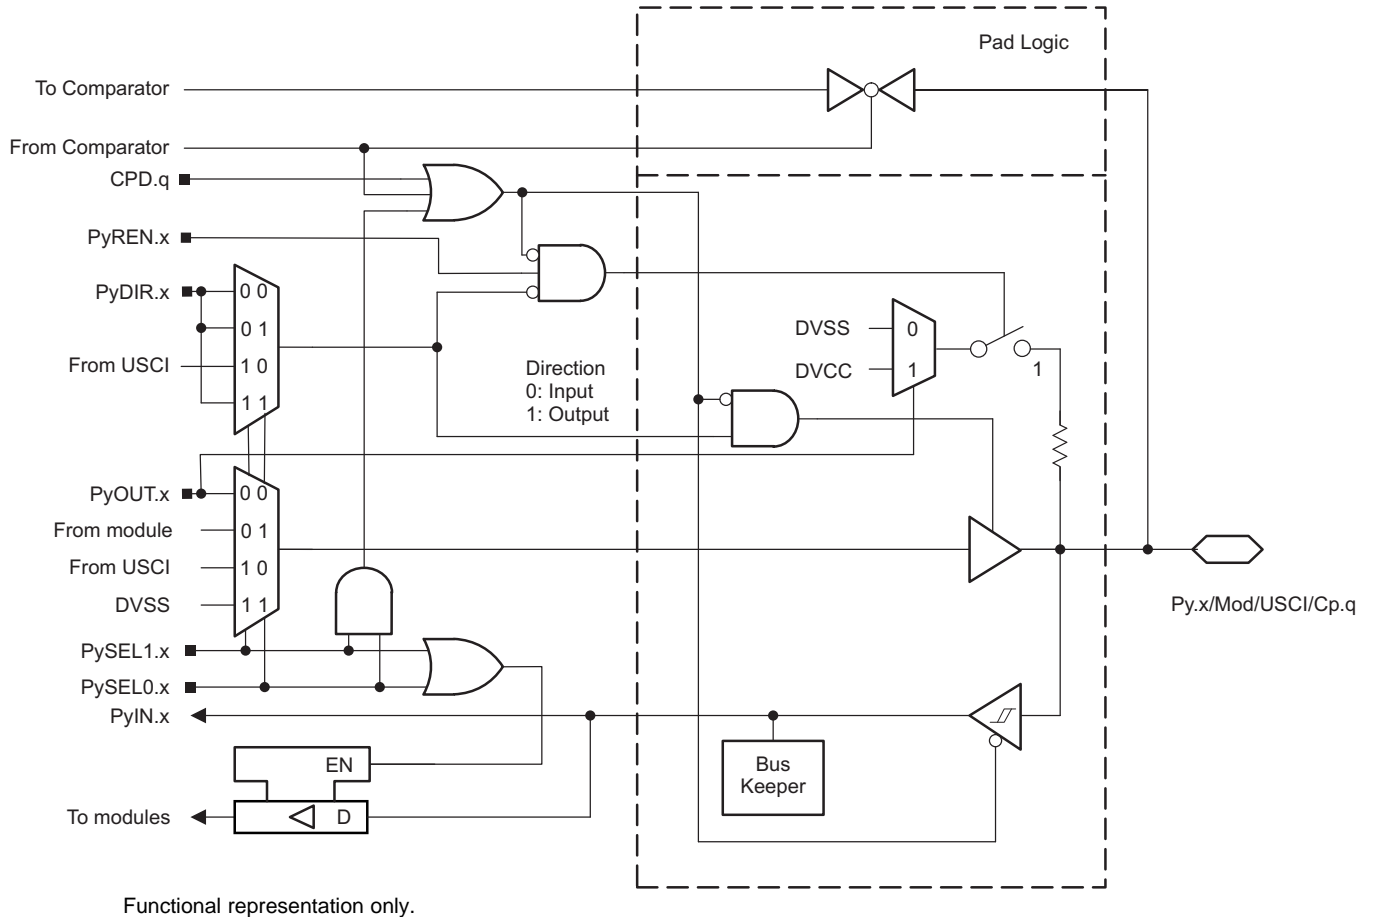 Pad Logic
To Comparator
From Comparator
CPD.q
PyREN.x
PyDIR.x
0 0
0 1
From USCI
1 0
1 1
Direction
0: Input
1: Output
DVSS
0
DVCC
1
1
PyOUT.x
0 0
From module
0 1
From USCI
1 0
DVSS
1 1
Py.x/Mod/USCI/Cp.q
PySEL1.x
PySEL0.x
PyIN.x
EN
Bus
Keeper
To modules
D
Functional representation only.